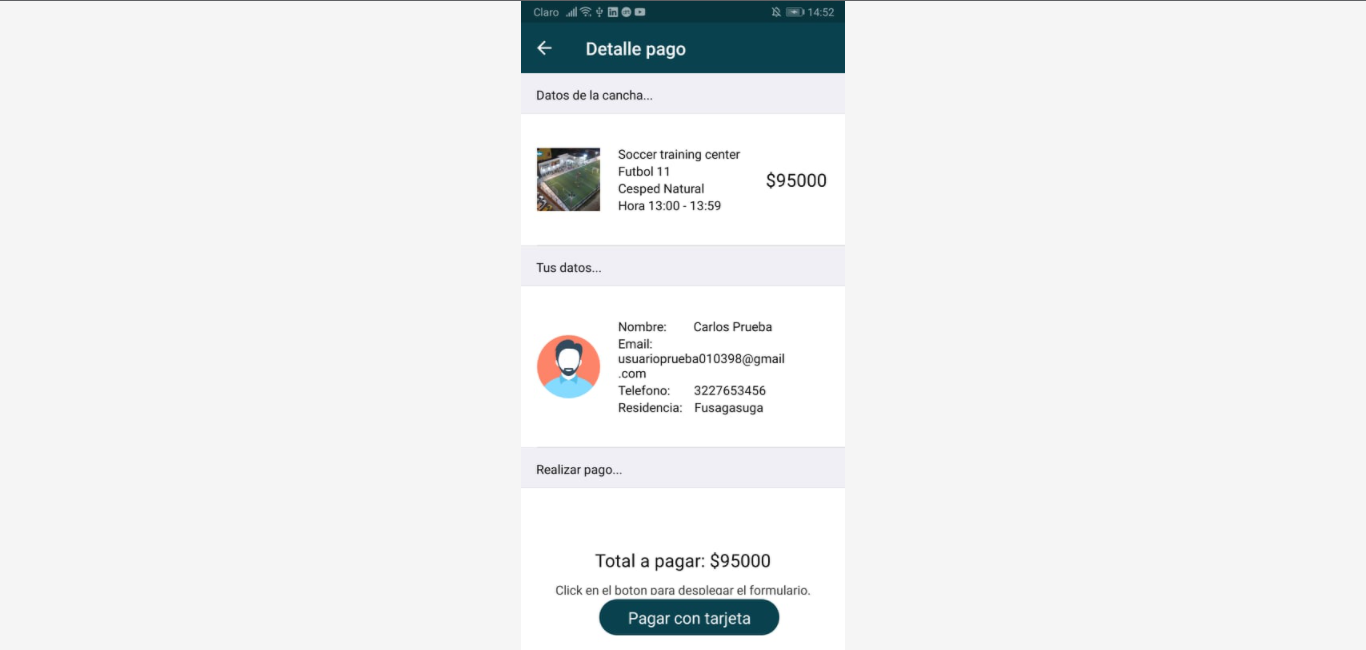 Claro 14:52
Detalle pago
Datos de la cancha...
Soccer training center
Futbol 11
Cesped Natural
Hora 13:00 - 13:59
$95000
Tus datos...
Nombre: Carlos Prueba
Email:
usuarioprueba010398@gmail
.com
Telefono: 3227653456
Residencia: Fusagasuga
Realizar pago...
Total a pagar: $95000
Click en el boton para desplegar el formulario.
Pagar con tarjeta